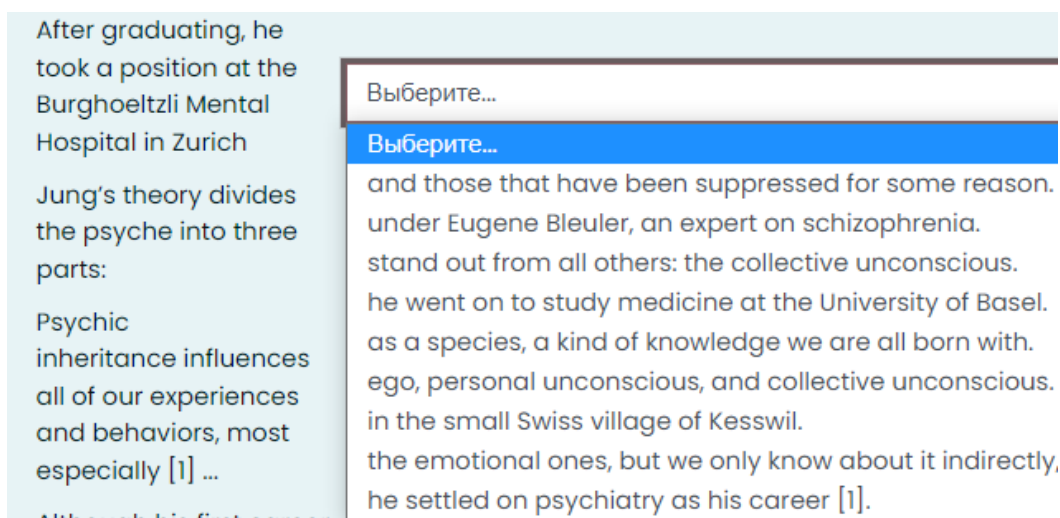 After graduating, he
took a position at the
Burghoeltzli Mental
Hospital in Zurich
Jung's theory divides
the psyche into three
parts:
Psychic
inheritance influences
all of our experiences
and behaviors, most
especially [1] ...
Although his first career
Выберите...
Выберите...
and those that have been suppressed for some reason.
under Eugene Bleuler, an expert on schizophrenia.
stand out from all others: the collective unconscious.
he went on to study medicine at the University of Basel.
as a species, a kind of knowledge we are all born with.
ego, personal unconscious, and collective unconscious.
in the small Swiss village of Kesswil.
the emotional ones, but we only know about it indirectly,
he settled on psychiatry as his career [1].